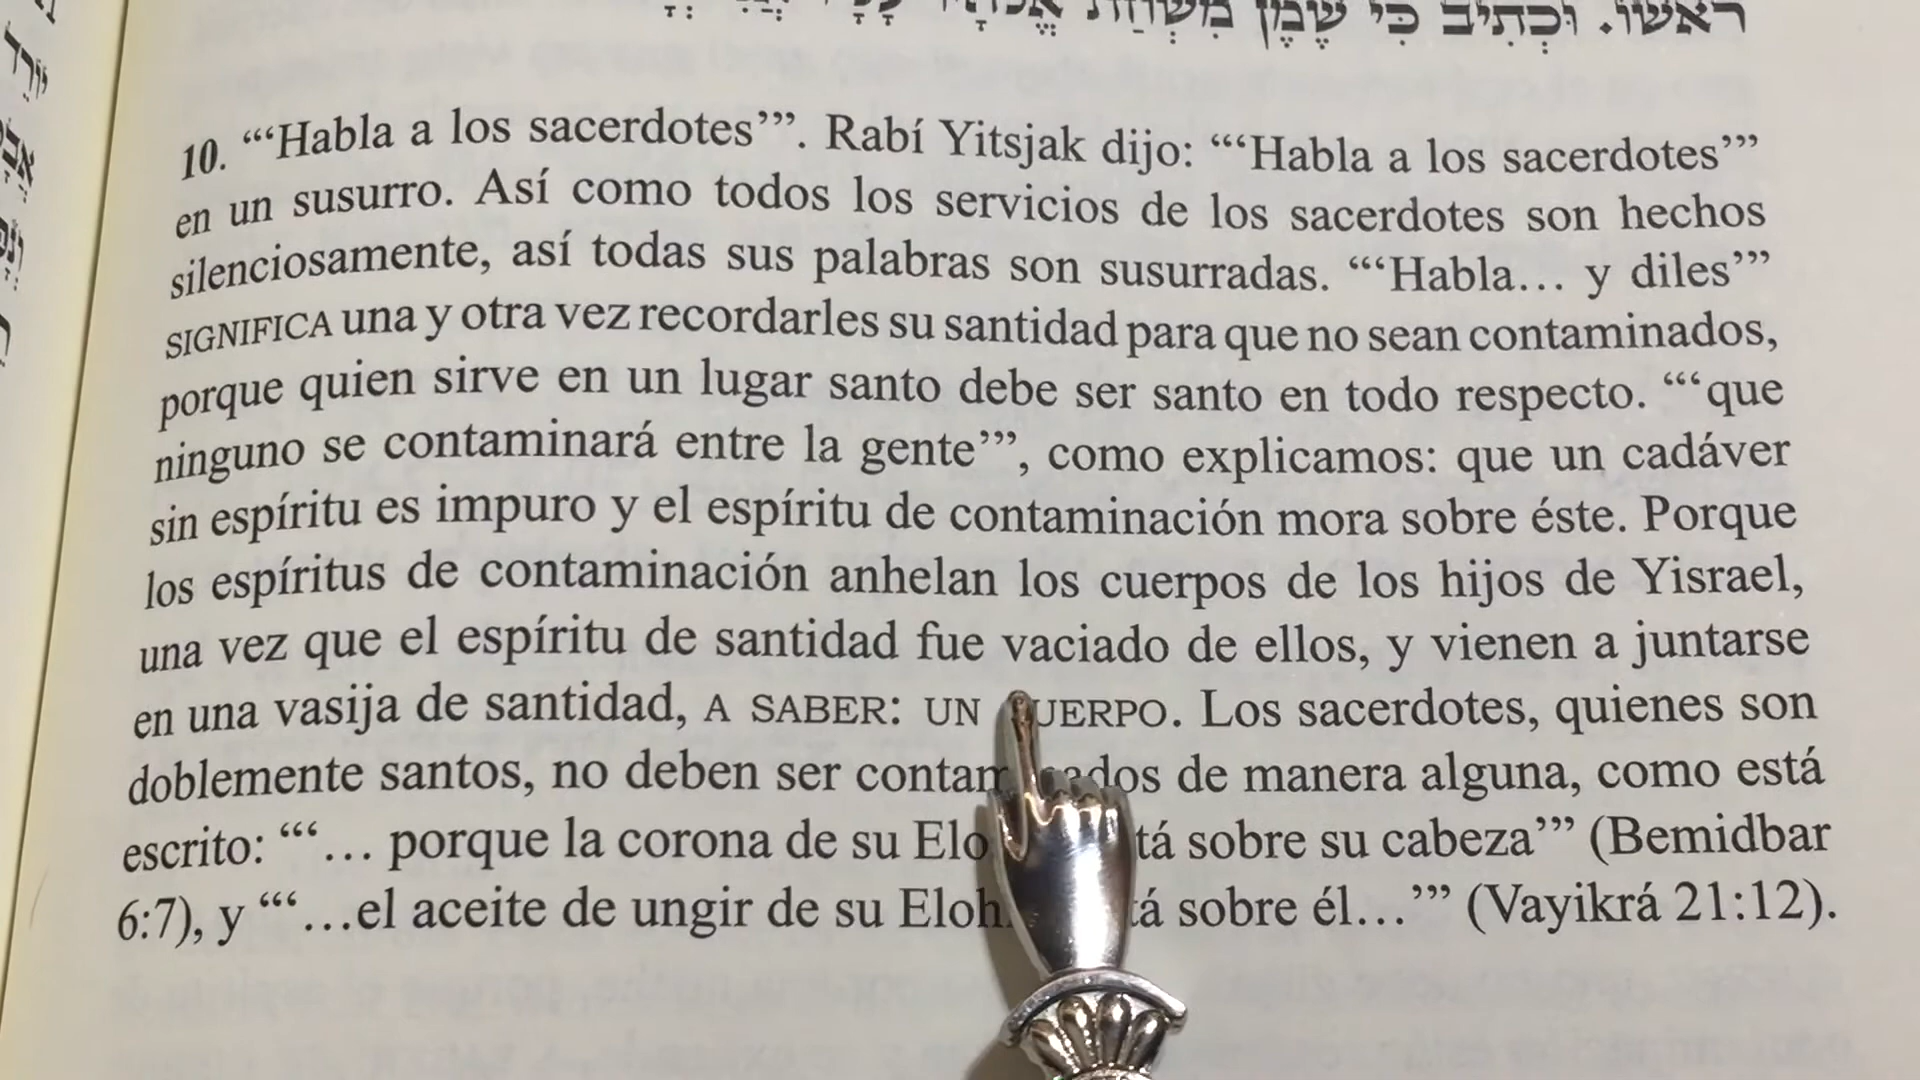 ראשו. וכתיב כי שמן משחת
10. “‘Habla a los sacerdotes’”. Rabí Yitsjak dijo: “‘Habla a los sacerdotes’”
en un susurro. Así como todos los servicios de los sacerdotes son hechos
silenciosamente, así todas sus palabras son susurradas. “‘Habla… y diles’”
SIGNIFICA una y otra vez recordarles su santidad para que no sean contaminados,
porque quien sirve en un lugar santo debe ser santo en todo respecto. “‘que
ninguno se contaminará entre la gente’”, como explicamos: que un cadáver
sin espíritu es impuro y el espíritu de contaminación mora sobre éste. Porque
los espíritus de contaminación anhelan los cuerpos de los hijos de Yisrael,
una vez que el espíritu de santidad fue vaciado de ellos, y vienen a juntarse
en una vasija de santidad, A SABER: UN CUERPO. Los sacerdotes, quienes son
doblemente santos, no deben ser de manera alguna, como está
escrito: “‘… porque la corona de su sobre su cabeza’” (Bemidbar
6:7), y “‘…el aceite de ungir de su sobre él…’” (Vayikrá 21:12).